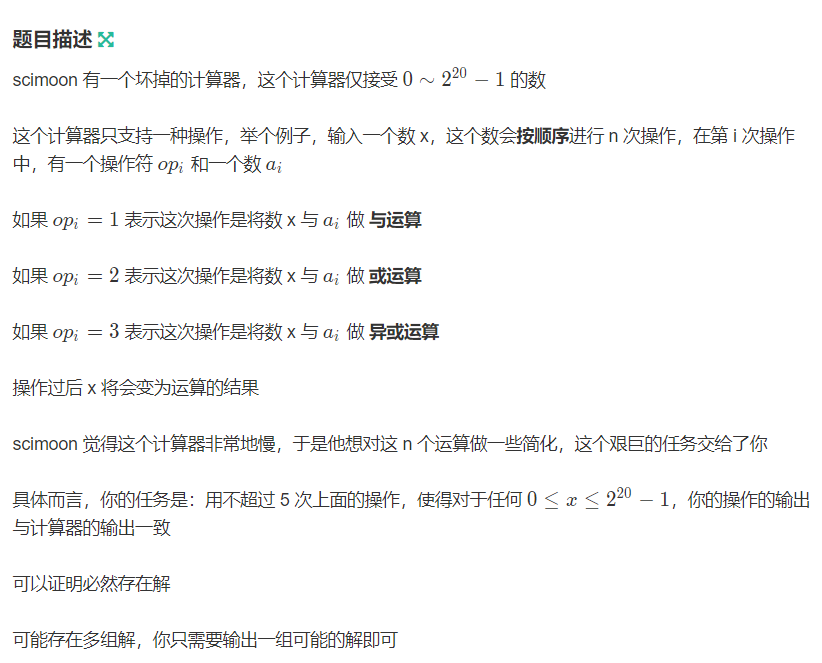 题目描述
scimoon 有一个坏掉的计算器，这个计算器仅接受 0 ∼ 2^20 − 1 的数
这个计算器只支持一种操作，举个例子，输入一个数 x，这个数会按顺序进行 n 次操作，在第 i 次操作
中，有一个操作符 op_i 和一个数 a_i
如果 op_i = 1 表示这次操作是将数 x 与 a_i 做 与运算
如果 op_i = 2 表示这次操作是将数 x 与 a_i 做 或运算
如果 op_i = 3 表示这次操作是将数 x 与 a_i 做 异或运算
操作过后 x 将会变为运算的结果
scimoon 觉得这个计算器非常地慢，于是他想对这 n 个运算做一些简化，这个艰巨的任务交给了你
具体而言，你的任务是：用不超过 5 次上面的操作，使得对于任何 0 ≤ x ≤ 2^20 − 1，你的操作的输出
与计算器的输出一致
可以证明必然存在解
可能存在多组解，你只需要输出一组可能的解即可